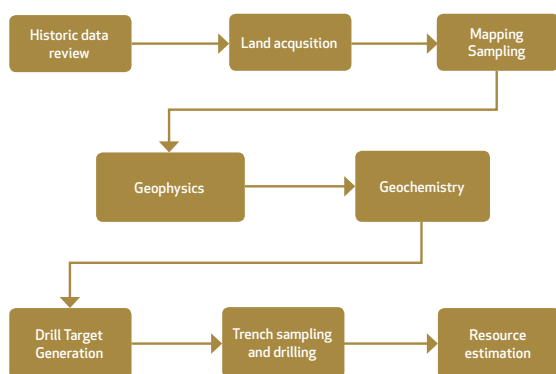 Historic data
review
Land acqusition
Mapping
Sampling
Geophysics
Geochemistry
Drill Target
Generation
Trench sampling
and drilling
Resource
estimation